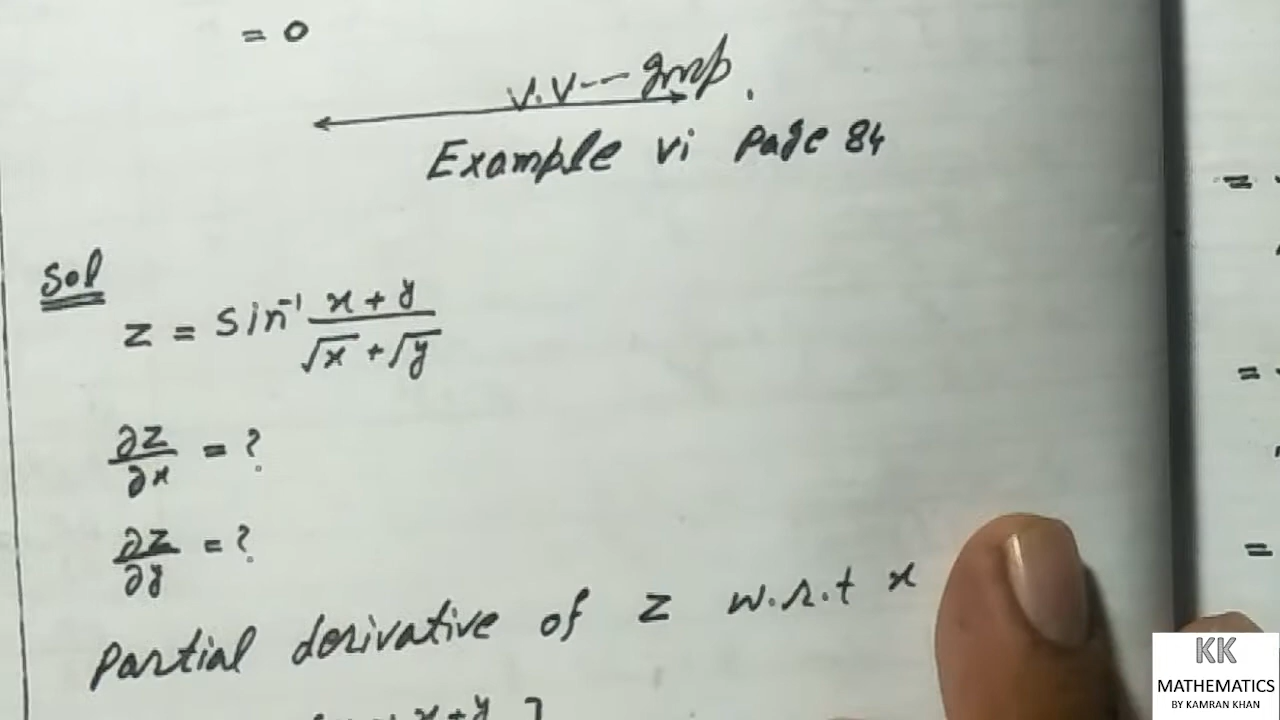 = 0
V.V--- Imp.
Example vi Page 84
Sol
z = sin⁻¹ x + y / √x + √y
∂z/∂x = ?
∂z/∂y = ?
Partial derivative of z w.r.t x
x+y ]
KK
MATHEMATICS
BY KAMRAN KHAN